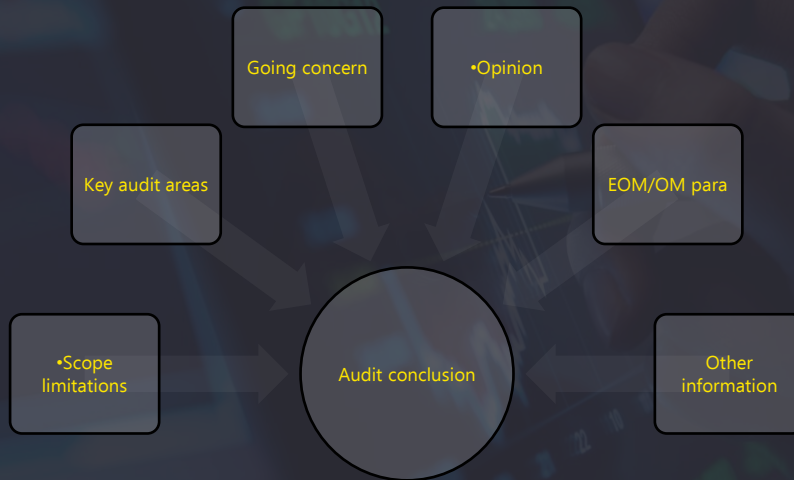 Going concern
•Opinion
Key audit areas
EOM/OM para
•Scope
limitations
Audit conclusion
Other
information